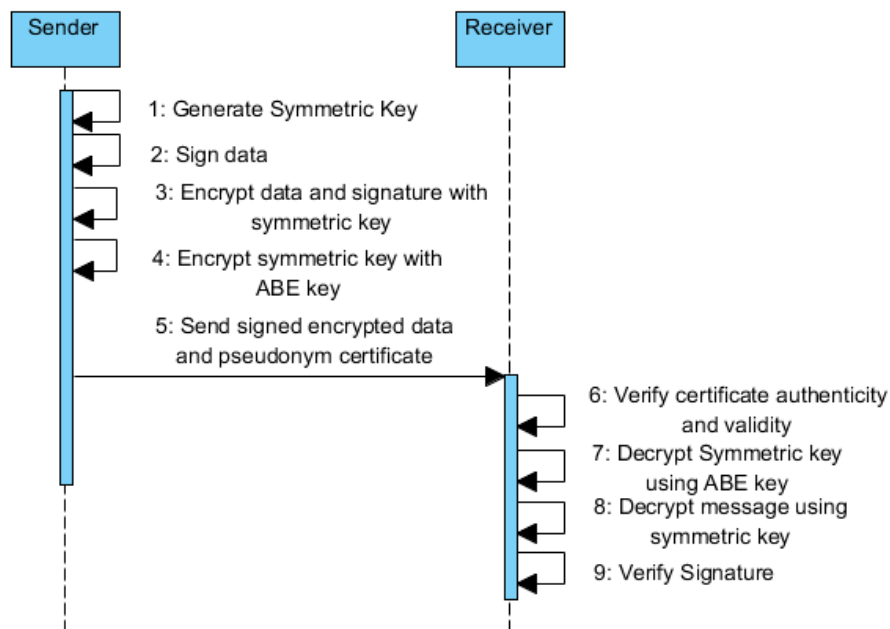 Sender
Receiver
1: Generate Symmetric Key
2: Sign data
3: Encrypt data and signature with
symmetric key
4: Encrypt symmetric key with
ABE key
5: Send signed encrypted data
and pseudonym certificate
6: Verify certificate authenticity
and validity
7: Decrypt Symmetric key
using ABE key
8: Decrypt message using
symmetric key
9: Verify Signature